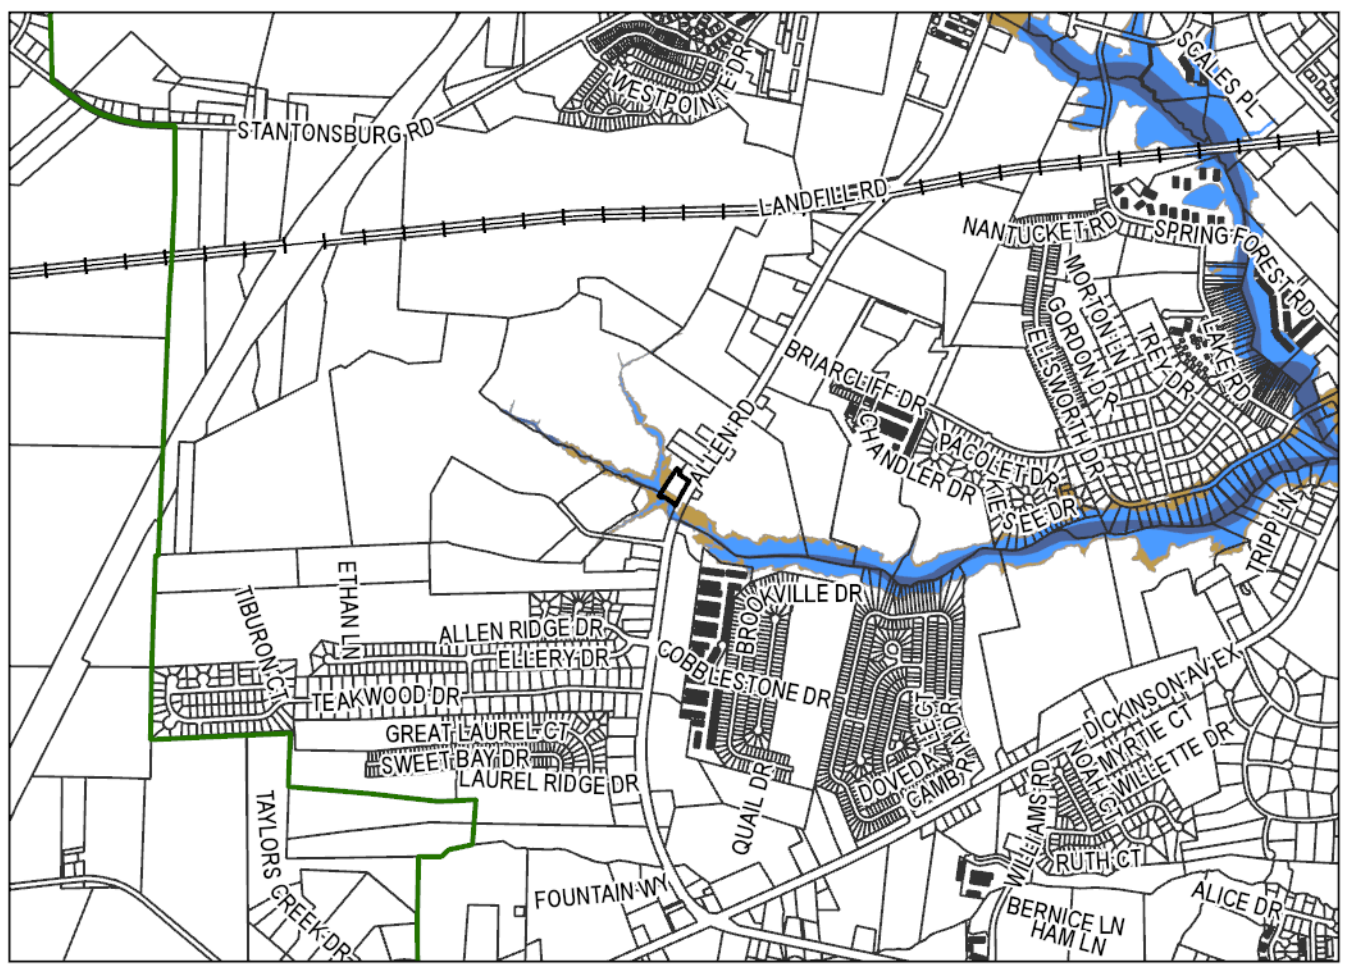 SCALES PL
WESTPOINTE DR
STANTONSBURG RD
LANDFILL RD
NANTUCKET RD
SPRING FOREST RD
MORTON LN
GORDON DR
ELLSWORTH DR
TREY DR
LAKE RD
BRIARCLIFF DR
ALLEN RD
CHANDLER DR
PACOLET DR
KIESEE DR
TRIPP LN
ETHAN LN
TIBURON CT
BROOKVILLE DR
ALLEN RIDGE DR
ELLERY DR
COBBLESTONE DR
TEAKWOOD DR
GREAT LAUREL CT
SWEET BAY DR
LAUREL RIDGE DR
DICKINSON AV EX
MYRTIE CT
NOAH CT
WILLETTE DR
DOVEDALE CT
CAMBRIA DR
QUAIL DR
WILLIAMS RD
TAYLORS CREEK DR
RUTH CT
FOUNTAIN WY
ALICE DR
BERNICE LN
HAM LN